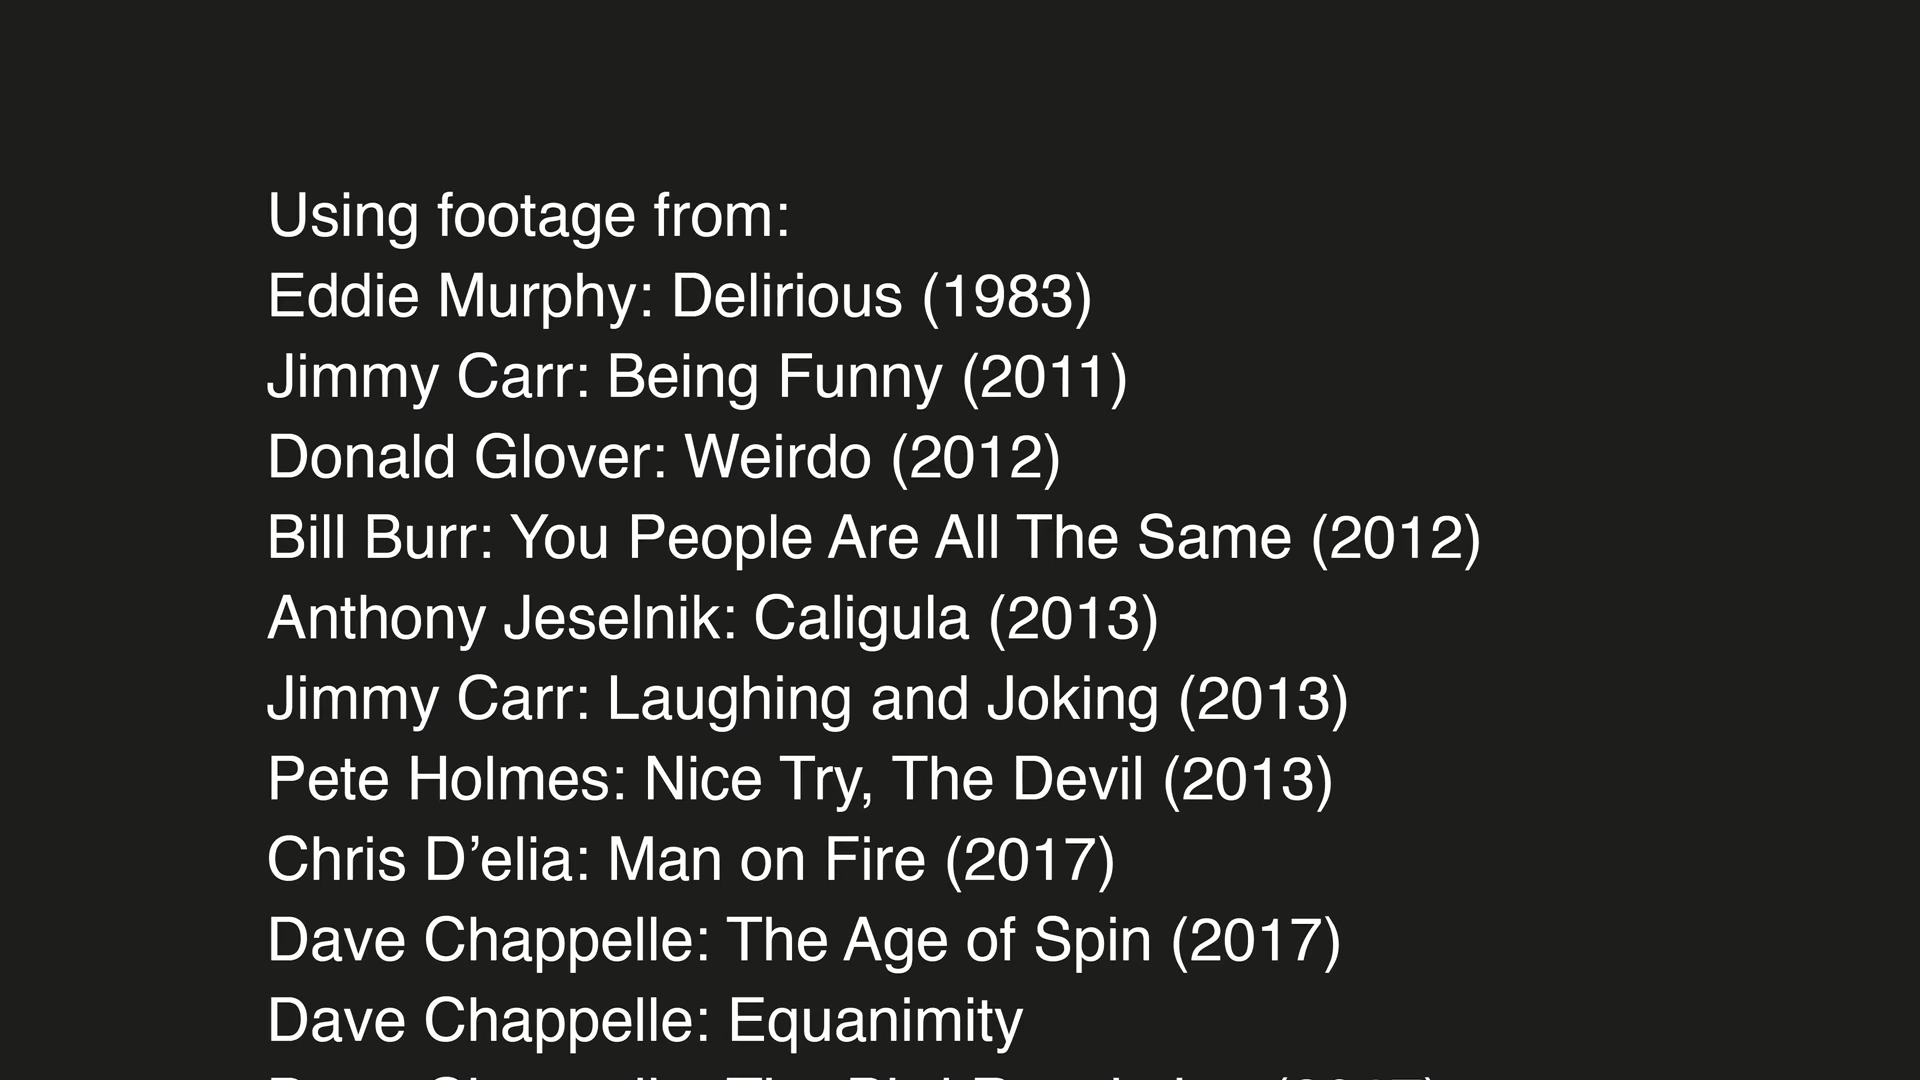 Using footage from:
Eddie Murphy: Delirious (1983)
Jimmy Carr: Being Funny (2011)
Donald Glover: Weirdo (2012)
Bill Burr: You People Are All The Same (2012)
Anthony Jeselnik: Caligula (2013)
Jimmy Carr: Laughing and Joking (2013)
Pete Holmes: Nice Try, The Devil (2013)
Chris D’elia: Man on Fire (2017)
Dave Chappelle: The Age of Spin (2017)
Dave Chappelle: Equanimity